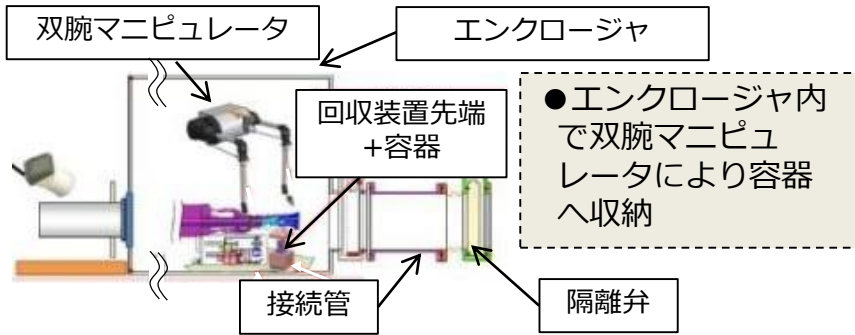 双腕マニピュレータ
エンクロージャ
回収装置先端
+容器
●エンクロージャ内
で双腕マニピュ
レータにより容器
へ収納
接続管
隔離弁